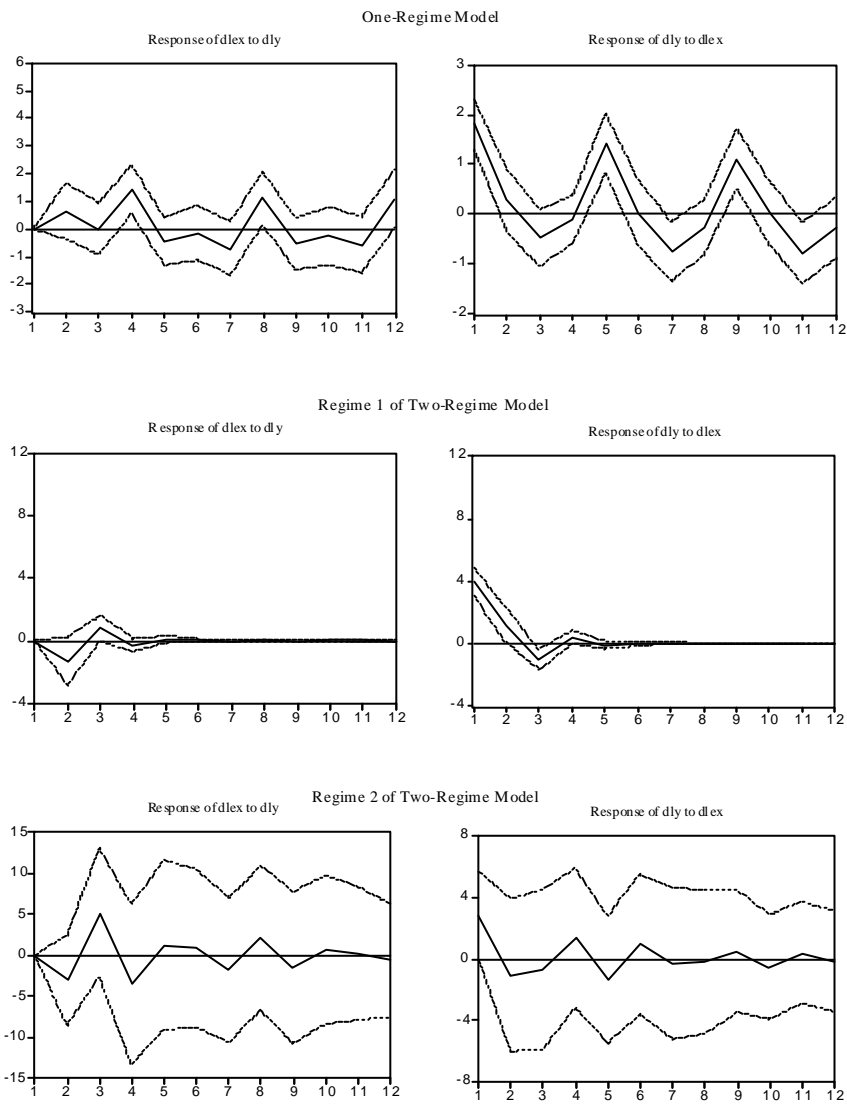 One-Regime Model
Response of dlex to dly
Response of dly to dlex
6
5
4
3
2
1
0
-1
-2
-3
1 2 3 4 5 6 7 8 9 10 11 12
3
2
1
0
-1
-2
1 2 3 4 5 6 7 8 9 10 11 12
Regime 1 of Two-Regime Model
Response of dlex to dly
Response of dly to dlex
12
8
4
0
-4
1 2 3 4 5 6 7 8 9 10 11 12
12
8
4
0
-4
1 2 3 4 5 6 7 8 9 10 11 12
Regime 2 of Two-Regime Model
Response of dlex to dly
Response of dly to dlex
15
10
5
0
-5
-10
-15
1 2 3 4 5 6 7 8 9 10 11 12
8
4
0
-4
-8
1 2 3 4 5 6 7 8 9 10 11 12